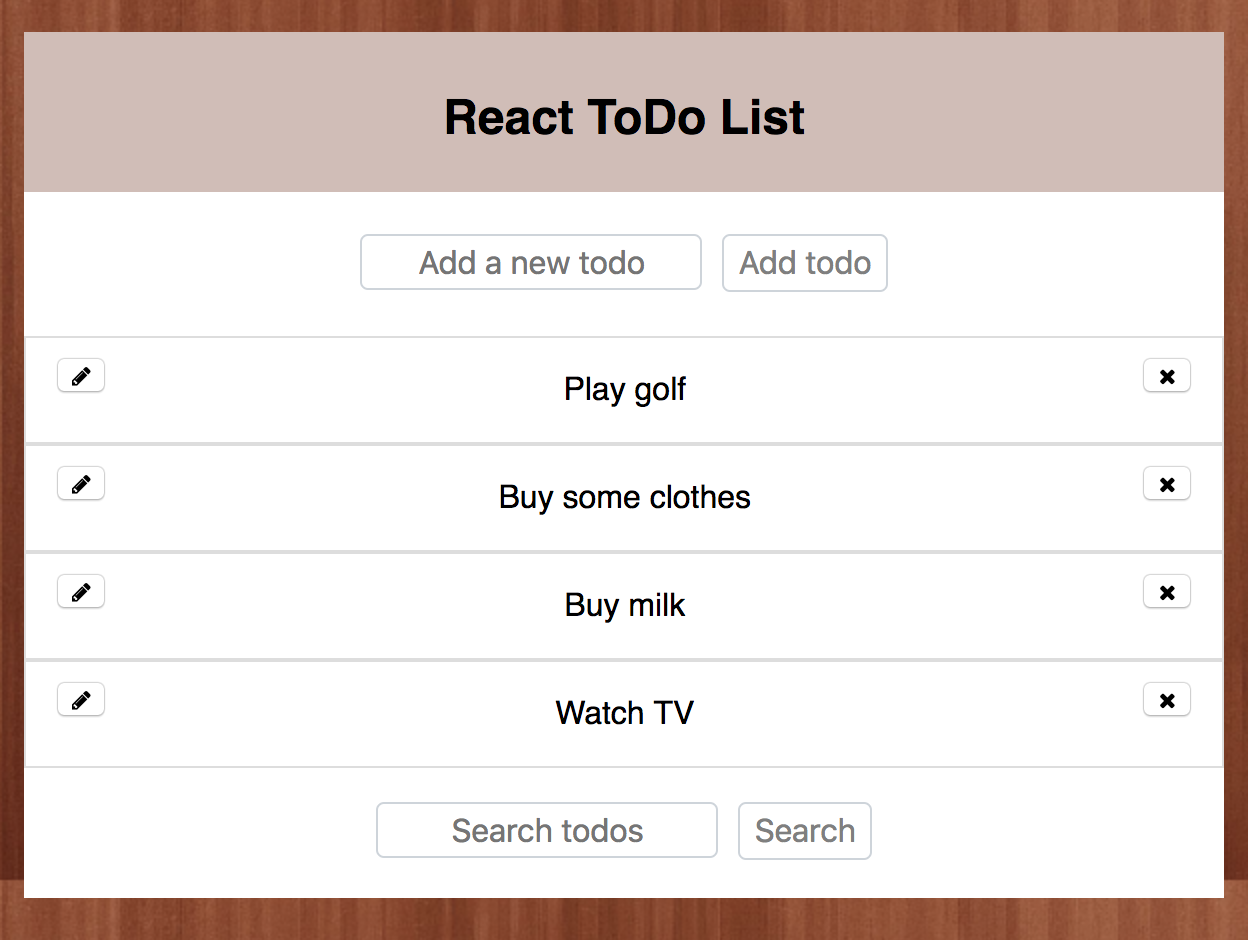 React ToDo List
Add a new todo Add todo
Play golf
Buy some clothes
Buy milk
Watch TV
Search todos Search